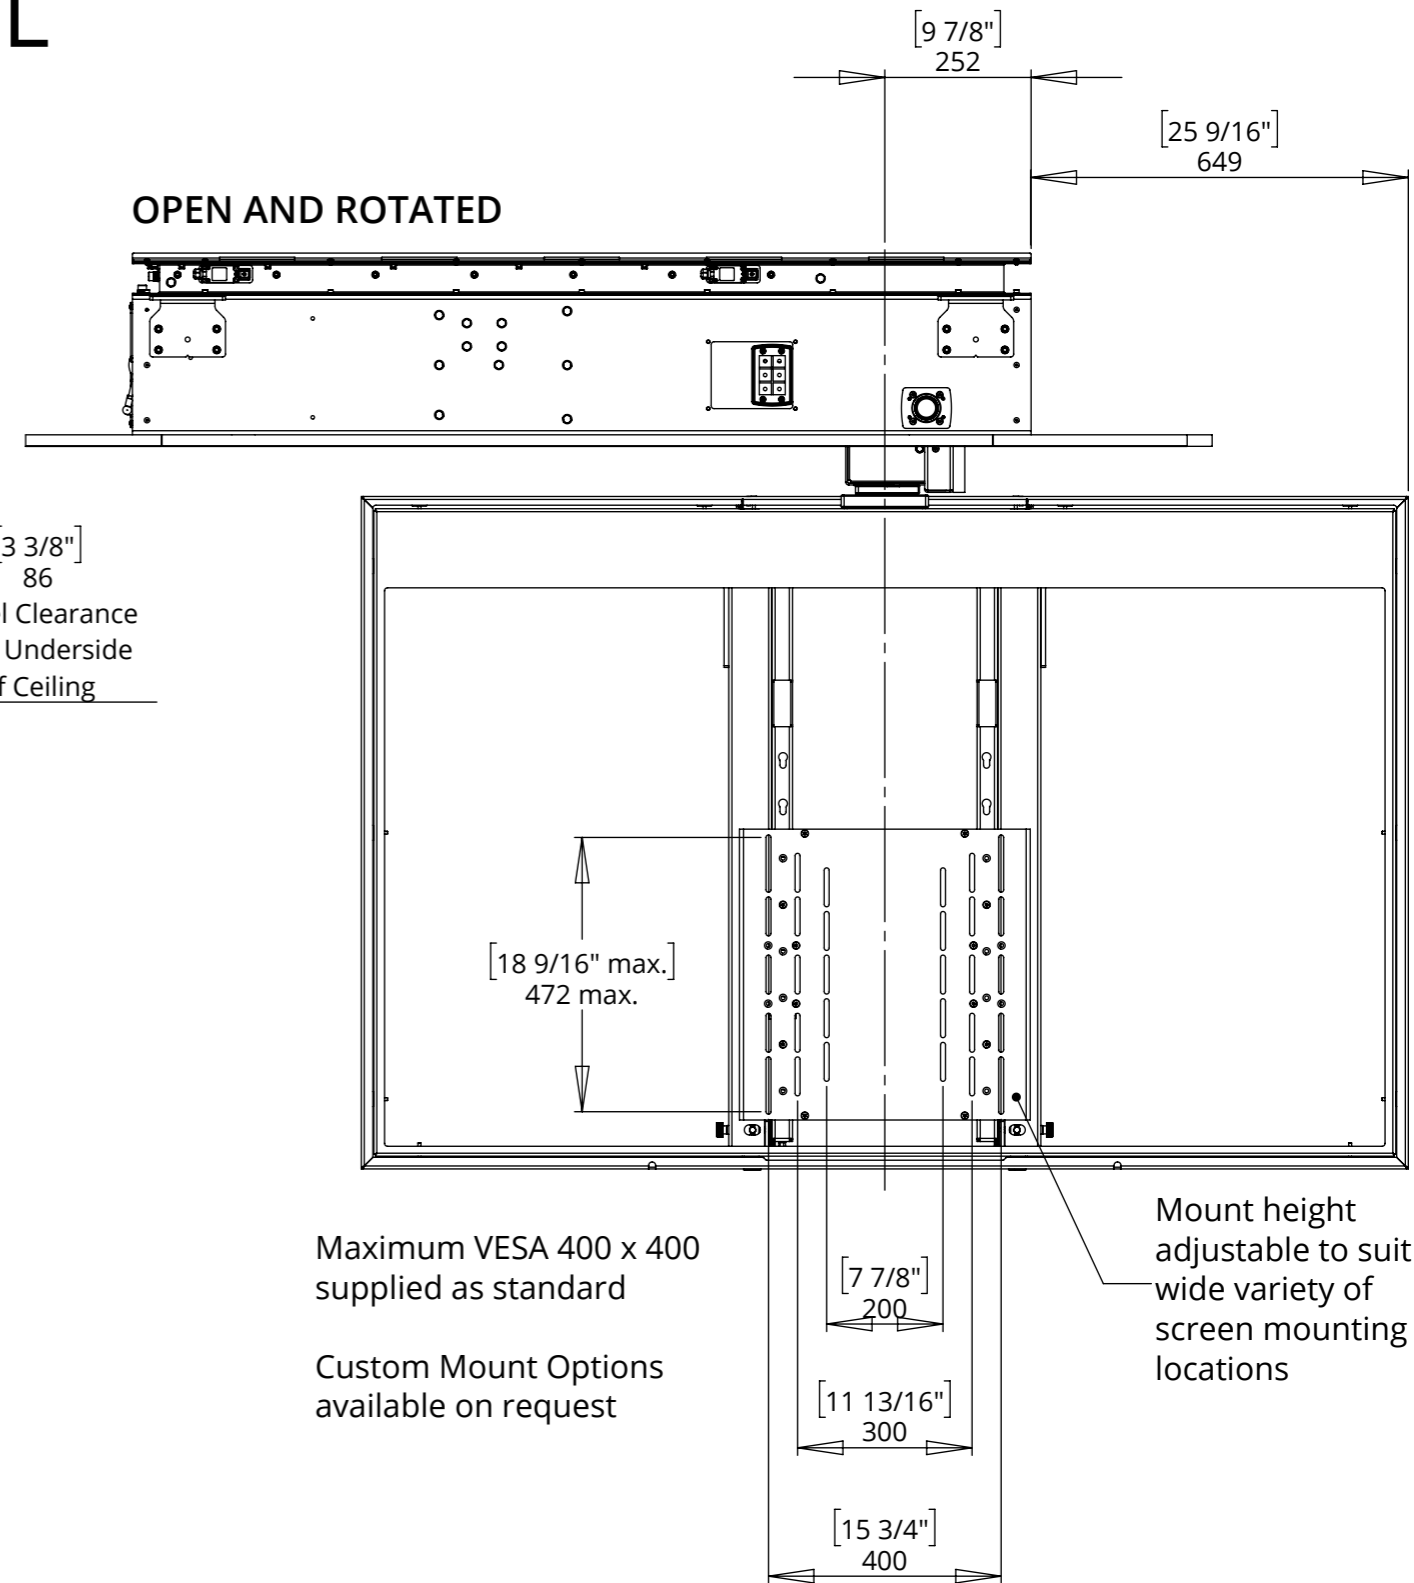 L
[9 7/8"]
252
[25 9/16"]
649
OPEN AND ROTATED
3 3/8"]
86
Clearance
Underside
Ceiling
[18 9/16" max.]
472 max.
Maximum VESA 400 x 400
supplied as standard
Custom Mount Options
available on request
[7 7/8"]
200
[11 13/16"]
300
[15 3/4"]
400
Mount height
adjustable to suit
wide variety of
screen mounting
locations